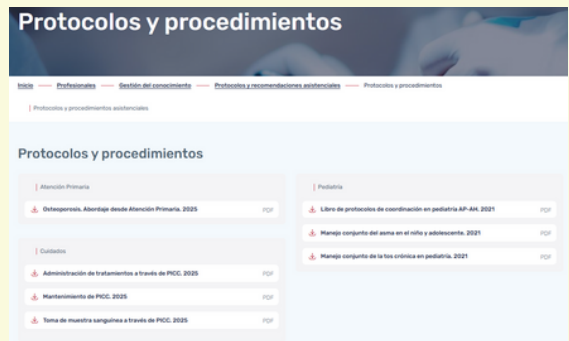 Protocolos y procedimientos
Inicio Profesionales Gestión del conocimiento Protocolos y recomendaciones asistenciales Protocolos y procedimientos
Protocolos y procedimientos asistenciales
Protocolos y procedimientos
Atención Primaria
Osteoporosis. Abordaje desde Atención Primaria. 2025 PDF
Cuidados
Administración de tratamientos a través de PICC. 2025 PDF
Mantenimiento de PICC. 2025 PDF
Toma de muestra sanguínea a través de PICC. 2025 PDF
Pediatría
Libro de protocolos de coordinación en pediatría AP-AH. 2021 PDF
Manejo conjunto del asma en el niño y adolescente. 2021 PDF
Manejo conjunto de la tos crónica en pediatría. 2021 PDF